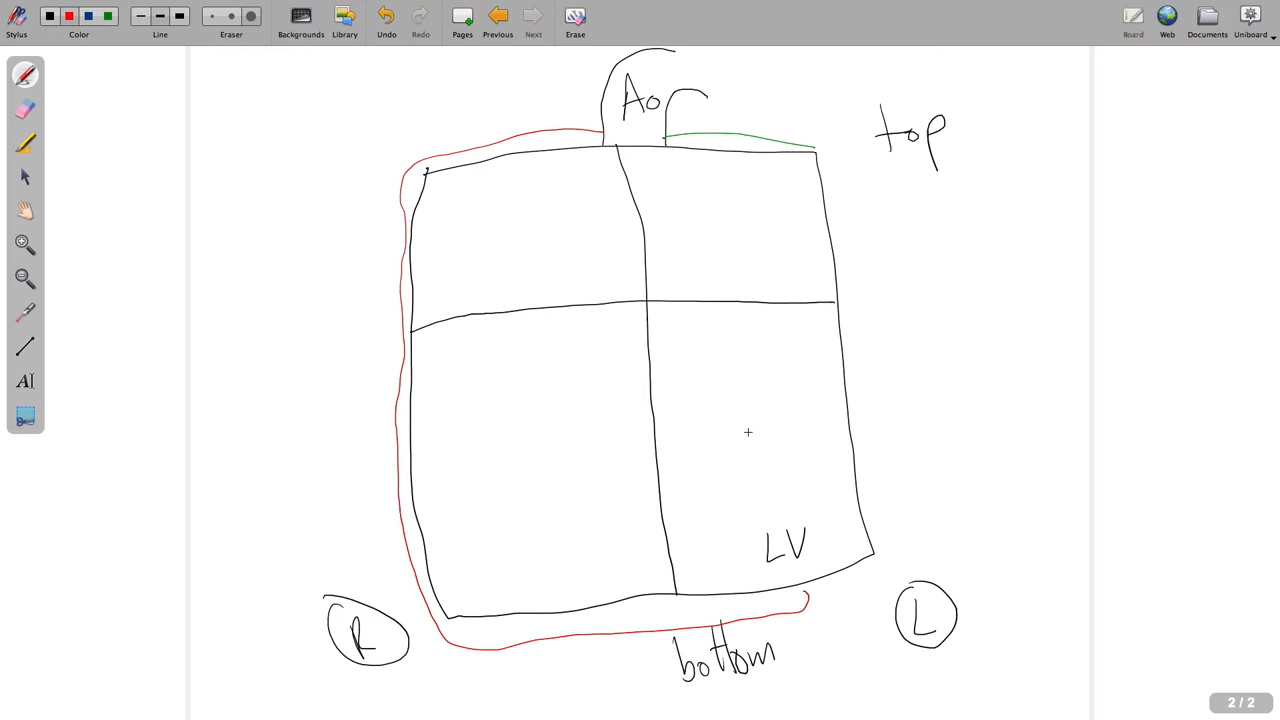 Stylus
Color
Line
Eraser
Backgrounds
Library
Undo
Redo
Pages
Previous
Next
Erase
Board
Web
Documents
Uniboard
Aor
top
LV
R
L
bottom
2 / 2